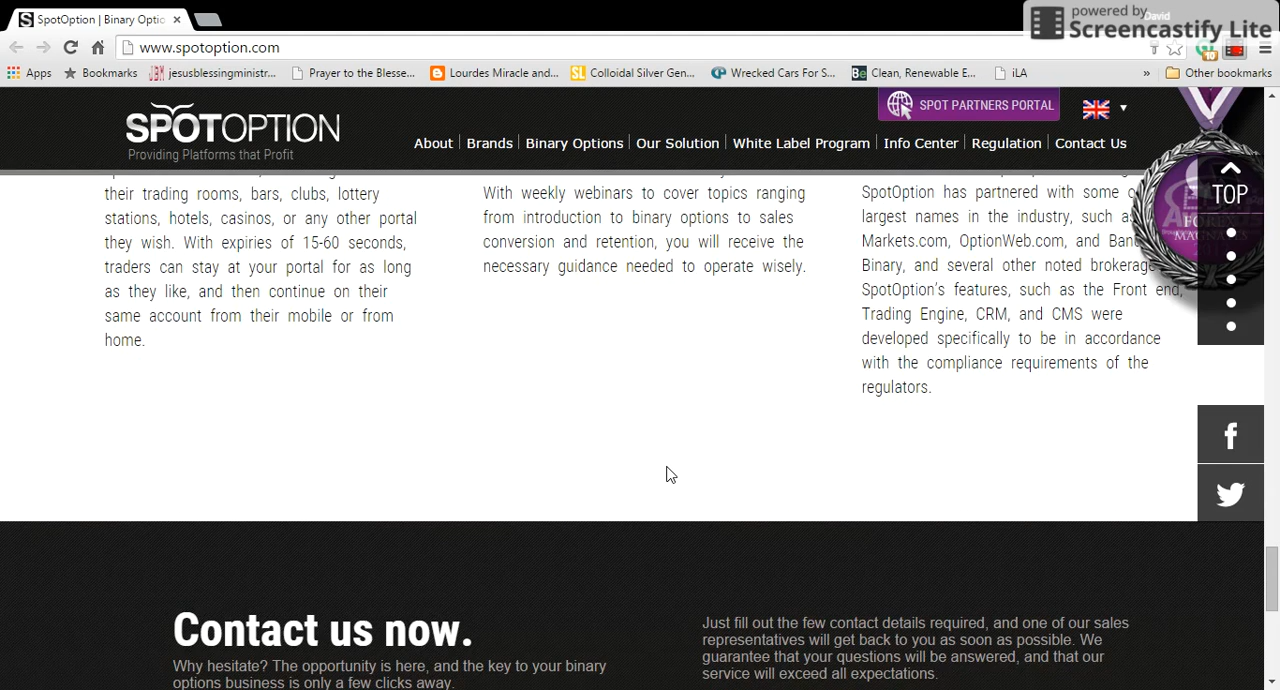 SpotOption | Binary Optio
powered by
David
Screencastify Lite
www.spotoption.com
Apps
Bookmarks
jesusblessingministr...
Prayer to the Blesse...
Lourdes Miracle and...
Colloidal Silver Gen...
Wrecked Cars For S...
Clean, Renewable E...
iLA
»
Other bookmarks
SPOTOPTION
Providing Platforms that Profit
SPOT PARTNERS PORTAL
About
Brands
Binary Options
Our Solution
White Label Program
Info Center
Regulation
Contact Us
TOP
FOREX
MAGNATES
their trading rooms, bars, clubs, lottery
stations, hotels, casinos, or any other portal
they wish. With expiries of 15-60 seconds,
traders can stay at your portal for as long
as they like, and then continue on their
same account from their mobile or from
home.
With weekly webinars to cover topics ranging
from introduction to binary options to sales
conversion and retention, you will receive the
necessary guidance needed to operate wisely.
SpotOption has partnered with some
largest names in the industry, such as
Markets.com, OptionWeb.com, and
Binary, and several other noted brokerage
SpotOption's features, such as the Front end,
Trading Engine, CRM, and CMS were
developed specifically to be in accordance
with the compliance requirements of the
regulators.
Contact us now.
Why hesitate? The opportunity is here, and the key to your binary
options business is only a few clicks away.
Just fill out the few contact details required, and one of our sales
representatives will get back to you as soon as possible. We
guarantee that your questions will be answered, and that our
service will exceed all expectations.